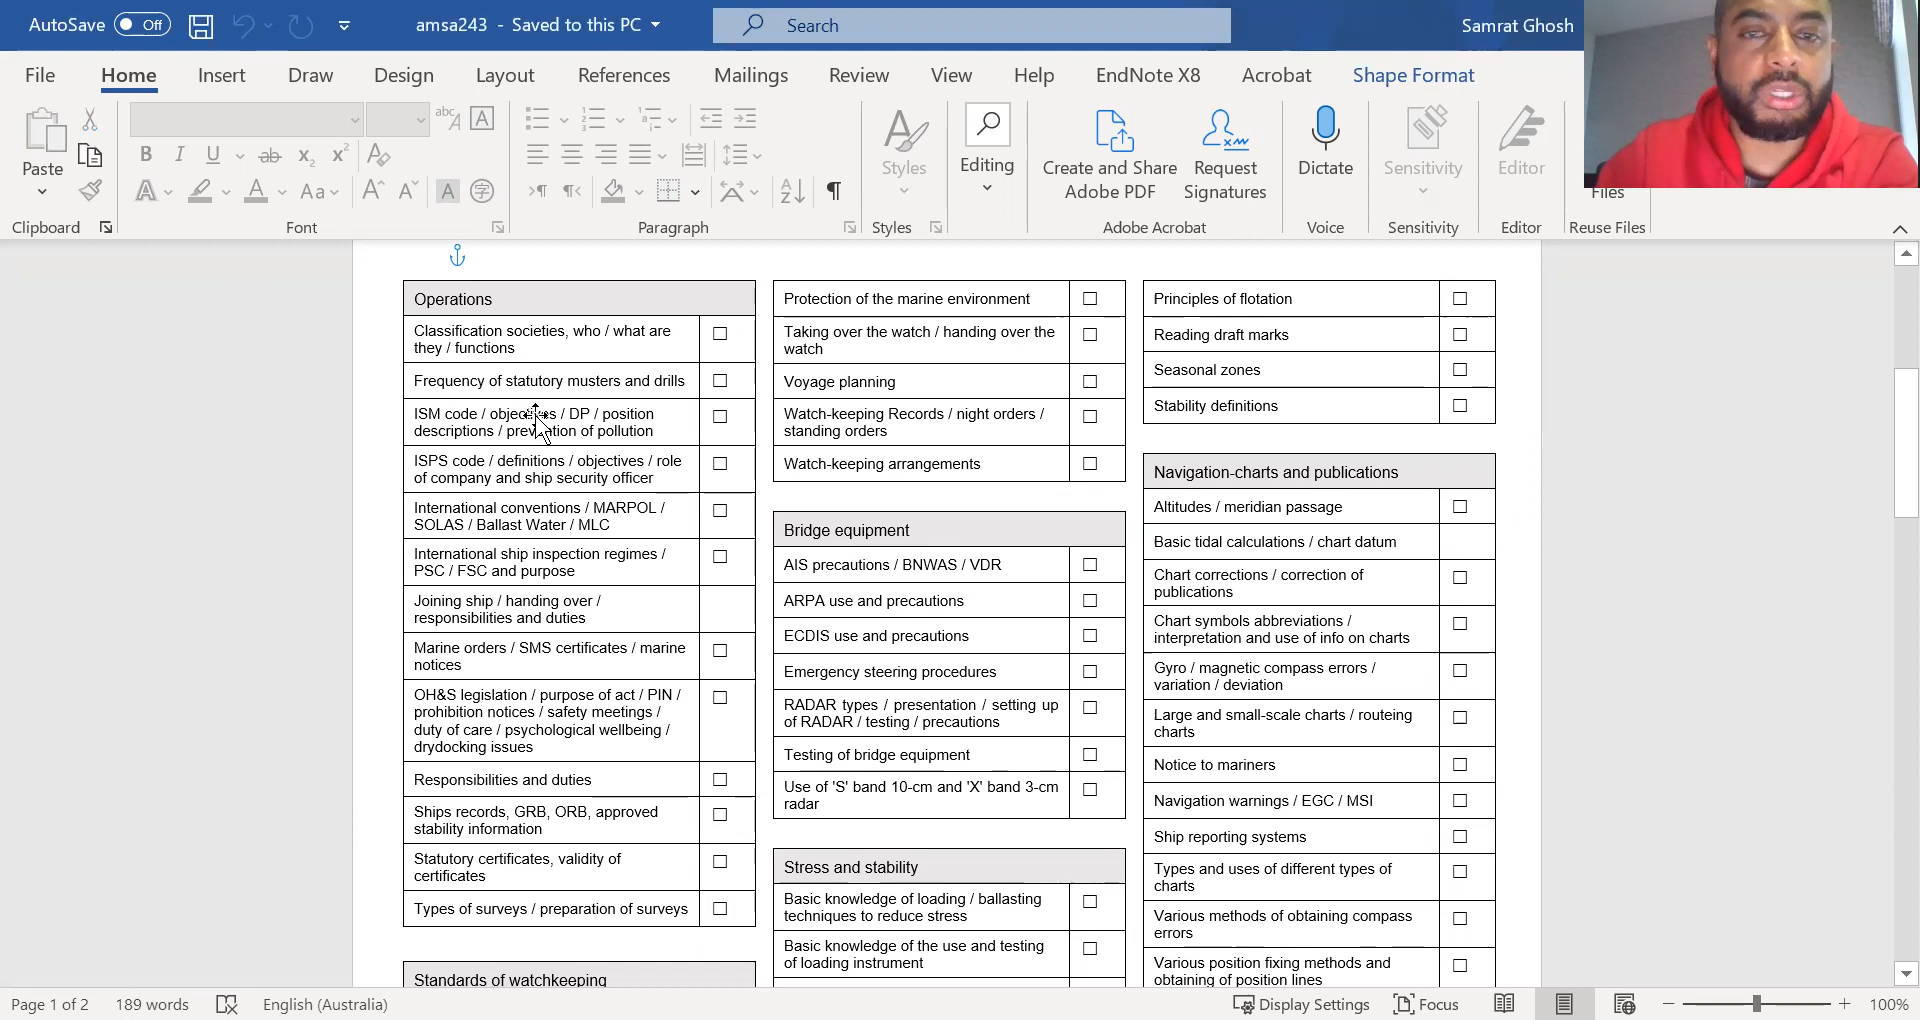 AutoSave Off
amsa243 - Saved to this PC
Search
Samrat Ghosh
File Home Insert Draw Design Layout References Mailings Review View Help EndNote X8 Acrobat Shape Format
Paste
Clipboard
abc A
B I U ab x2 x2 A
A A Aa A A A 字
Font
Paragraph
Styles
Styles
Editing
Create and Share
Adobe PDF
Request
Signatures
Adobe Acrobat
Dictate
Voice
Sensitivity
Sensitivity
Editor
Editor
Files
Reuse Files
Operations
Classification societies, who / what are
they / functions
Frequency of statutory musters and drills
ISM code / objectives / DP / position
descriptions / prevention of pollution
ISPS code / definitions / objectives / role
of company and ship security officer
International conventions / MARPOL /
SOLAS / Ballast Water / MLC
International ship inspection regimes /
PSC / FSC and purpose
Joining ship / handing over /
responsibilities and duties
Marine orders / SMS certificates / marine
notices
OH&S legislation / purpose of act / PIN /
prohibition notices / safety meetings /
duty of care / psychological wellbeing /
drydocking issues
Responsibilities and duties
Ships records, GRB, ORB, approved
stability information
Statutory certificates, validity of
certificates
Types of surveys / preparation of surveys
Standards of watchkeeping
Protection of the marine environment
Taking over the watch / handing over the
watch
Voyage planning
Watch-keeping Records / night orders /
standing orders
Watch-keeping arrangements
Bridge equipment
AIS precautions / BNWAS / VDR
ARPA use and precautions
ECDIS use and precautions
Emergency steering procedures
RADAR types / presentation / setting up
of RADAR / testing / precautions
Testing of bridge equipment
Use of 'S' band 10-cm and 'X' band 3-cm
radar
Stress and stability
Basic knowledge of loading / ballasting
techniques to reduce stress
Basic knowledge of the use and testing
of loading instrument
Principles of flotation
Reading draft marks
Seasonal zones
Stability definitions
Navigation-charts and publications
Altitudes / meridian passage
Basic tidal calculations / chart datum
Chart corrections / correction of
publications
Chart symbols abbreviations /
interpretation and use of info on charts
Gyro / magnetic compass errors /
variation / deviation
Large and small-scale charts / routeing
charts
Notice to mariners
Navigation warnings / EGC / MSI
Ship reporting systems
Types and uses of different types of
charts
Various methods of obtaining compass
errors
Various position fixing methods and
obtaining of position lines
Page 1 of 2 189 words English (Australia) Display Settings Focus 100%